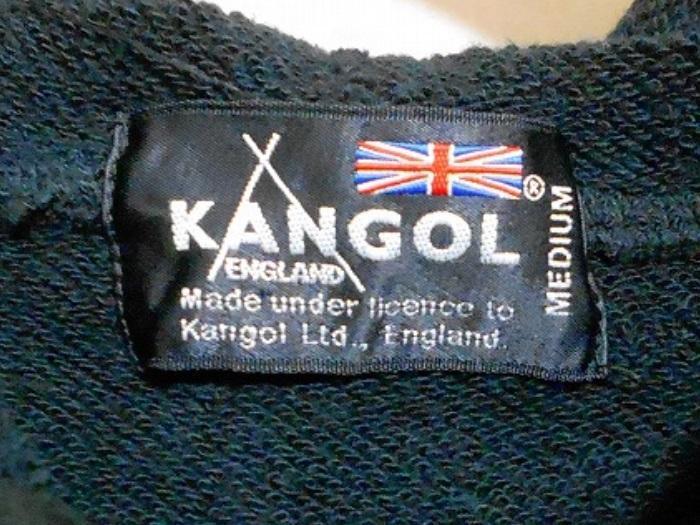 KANGOL®
ENGLAND
Made under licence to
Kangol Ltd., England.
MEDIUM